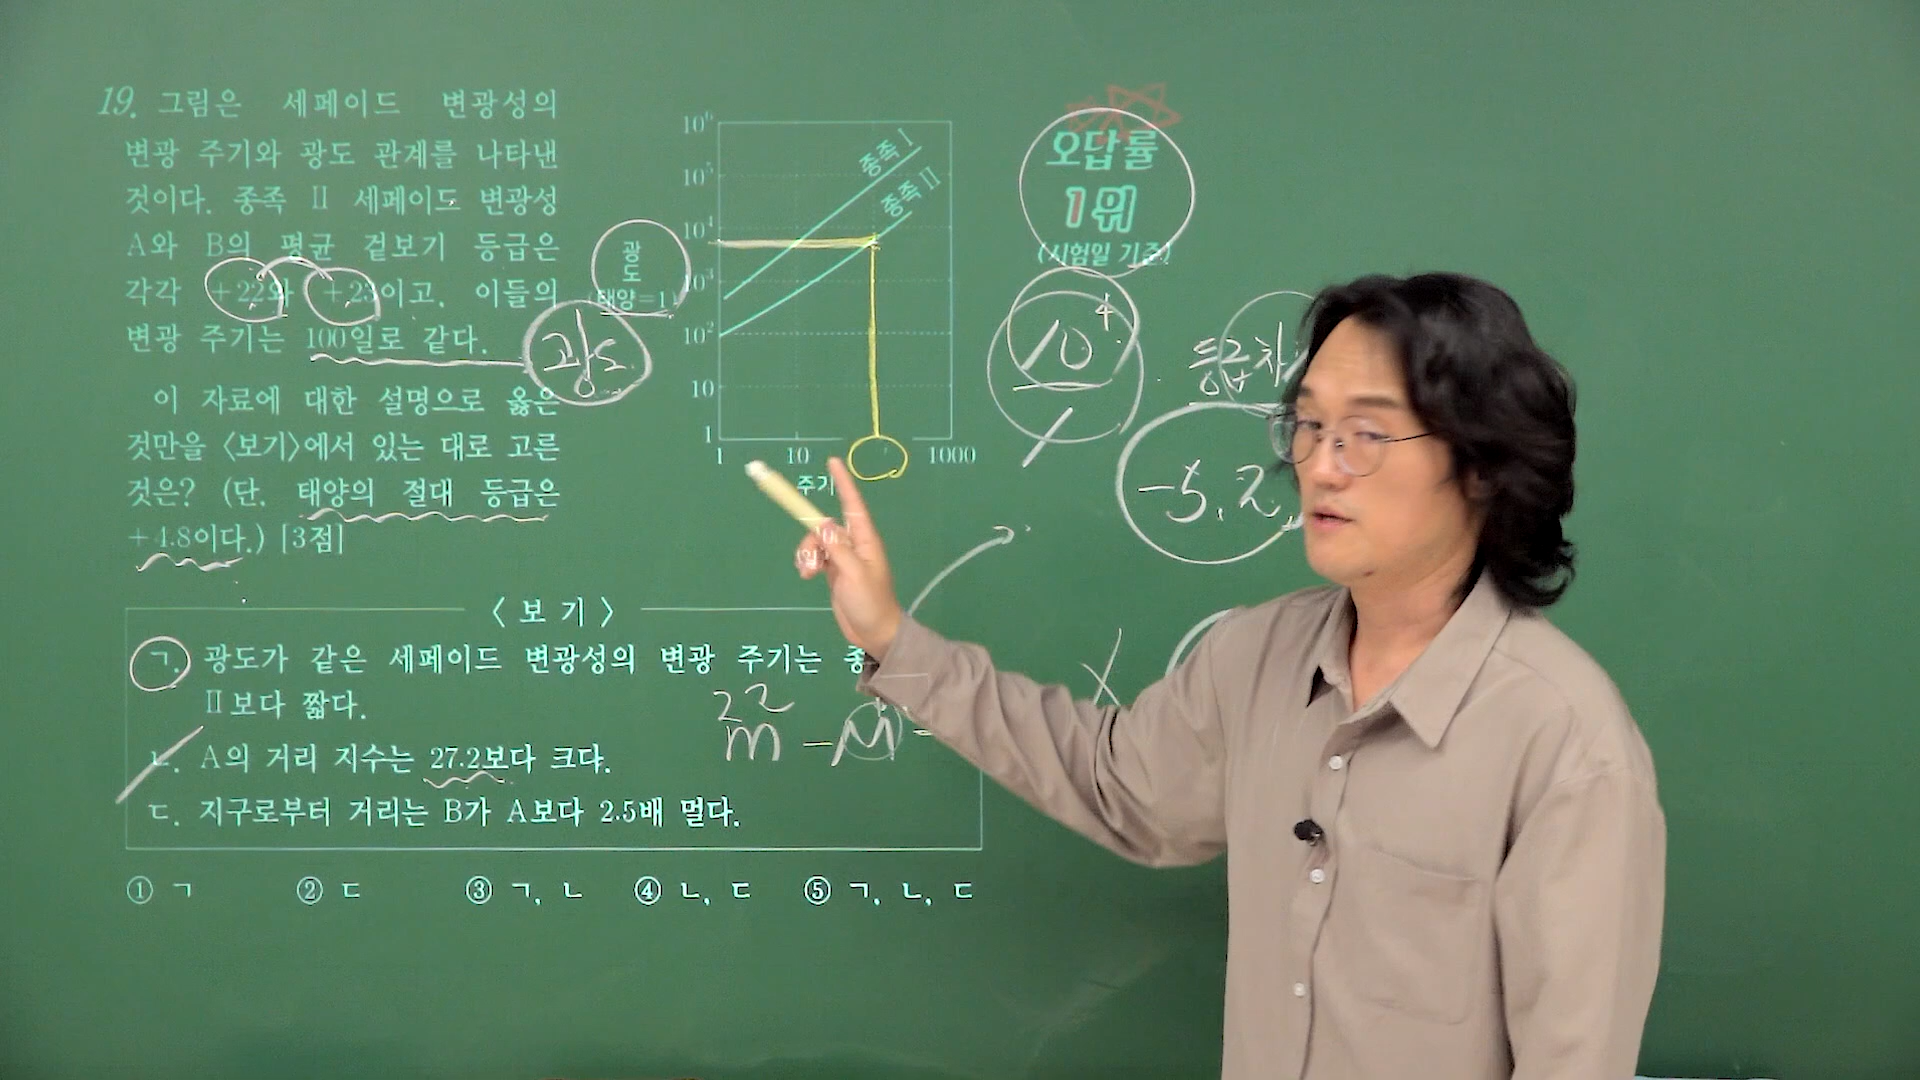 19. 그림은 세페이드 변광성의
변광 주기와 광도 관계를 나타낸
것이다. 종족 Ⅱ 세페이드 변광성
A와 B의 평균 겉보기 등급은
각각 +22와 +23이고, 이들의
변광 주기는 100일로 같다.
이 자료에 대한 설명으로 옳은
것만을 〈보기〉에서 있는 대로 고른
것은? (단, 태양의 절대 등급은
+4.8이다.) [3점]
광도
(태양=1)
광도
10⁶
10⁵
10⁴
10³
10²
10
1
1 10 1000
주기
종족 Ⅰ
종족 Ⅱ
오답률
1위
(시험일 기준)
10⁴
1
등급차
-5.2
〈보기〉
ㄱ. 광도가 같은 세페이드 변광성의 변광 주기는
Ⅱ보다 짧다.
ㄴ. A의 거리 지수는 27.2보다 크다.
22
m - M =
ㄷ. 지구로부터 거리는 B가 A보다 2.5배 멀다.
① ㄱ ② ㄷ ③ ㄱ, ㄴ ④ ㄴ, ㄷ ⑤ ㄱ, ㄴ, ㄷ